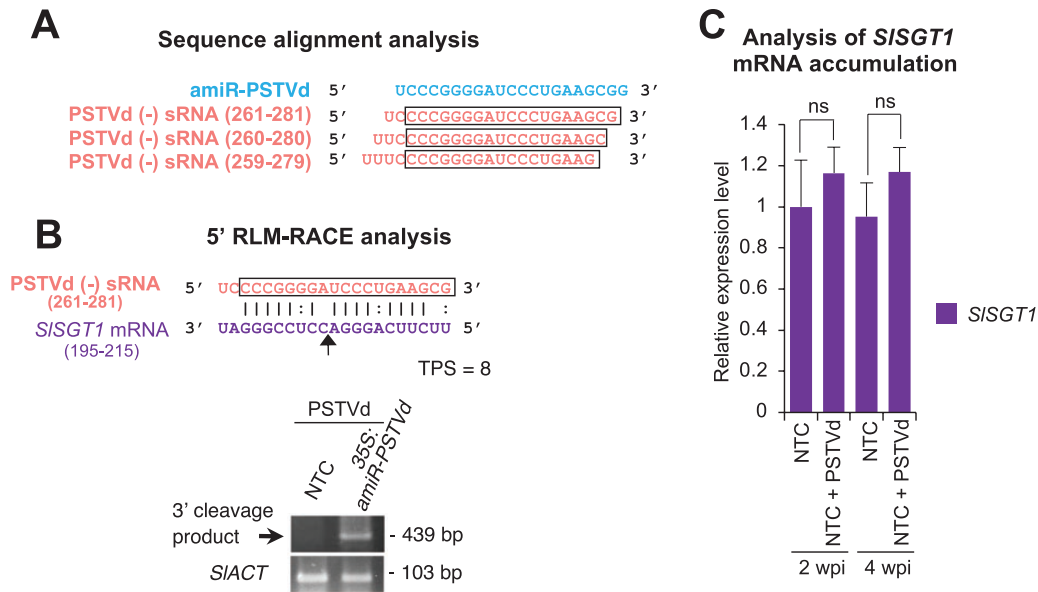 A
Sequence alignment analysis
amiR-PSTVd 5′ UCCCGGGGAUCCCUGAAGCGG 3′
PSTVd (-) sRNA (261-281) 5′ UCCCCGGGGAUCCCUGAAGCG 3′
PSTVd (-) sRNA (260-280) 5′ UUCCCCGGGGAUCCCUGAAGC 3′
PSTVd (-) sRNA (259-279) 5′ UUUCCCCGGGGAUCCCUGAAG 3′
B
5′ RLM-RACE analysis
PSTVd (-) sRNA 5′ UCCCCGGGGAUCCCUGAAGCG 3′
(261-281)
SlSGT1 mRNA 3′ UAGGGCCUCCAGGGACUUCUU 5′
(195-215)
TPS = 8
PSTVd
NTC
35S:
amiR-PSTVd
3′ cleavage
product
- 439 bp
SlACT
- 103 bp
C
Analysis of SlSGT1
mRNA accumulation
ns
ns
Relative expression level
1.4
1.2
1
0.8
0.6
0.4
0.2
0
NTC
NTC + PSTVd
NTC
NTC + PSTVd
2 wpi
4 wpi
SlSGT1